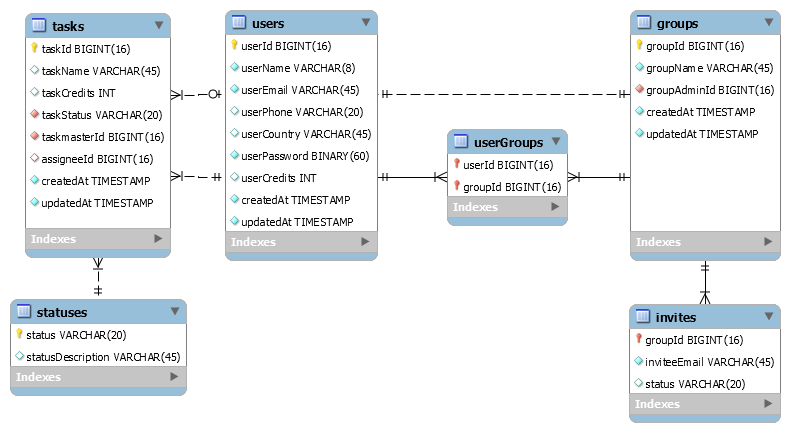 tasks
taskId BIGINT(16)
taskName VARCHAR(45)
taskCredits INT
taskStatus VARCHAR(20)
taskmasterId BIGINT(16)
assigneeId BIGINT(16)
createdAt TIMESTAMP
updatedAt TIMESTAMP
Indexes
users
userId BIGINT(16)
userName VARCHAR(8)
userEmail VARCHAR(45)
userPhone VARCHAR(20)
userCountry VARCHAR(45)
userPassword BINARY(60)
userCredits INT
createdAt TIMESTAMP
updatedAt TIMESTAMP
Indexes
groups
groupId BIGINT(16)
groupName VARCHAR(45)
groupAdminId BIGINT(16)
createdAt TIMESTAMP
updatedAt TIMESTAMP
Indexes
userGroups
userId BIGINT(16)
groupId BIGINT(16)
Indexes
statuses
status VARCHAR(20)
statusDescription VARCHAR(45)
Indexes
invites
groupId BIGINT(16)
inviteeEmail VARCHAR(45)
status VARCHAR(20)
Indexes